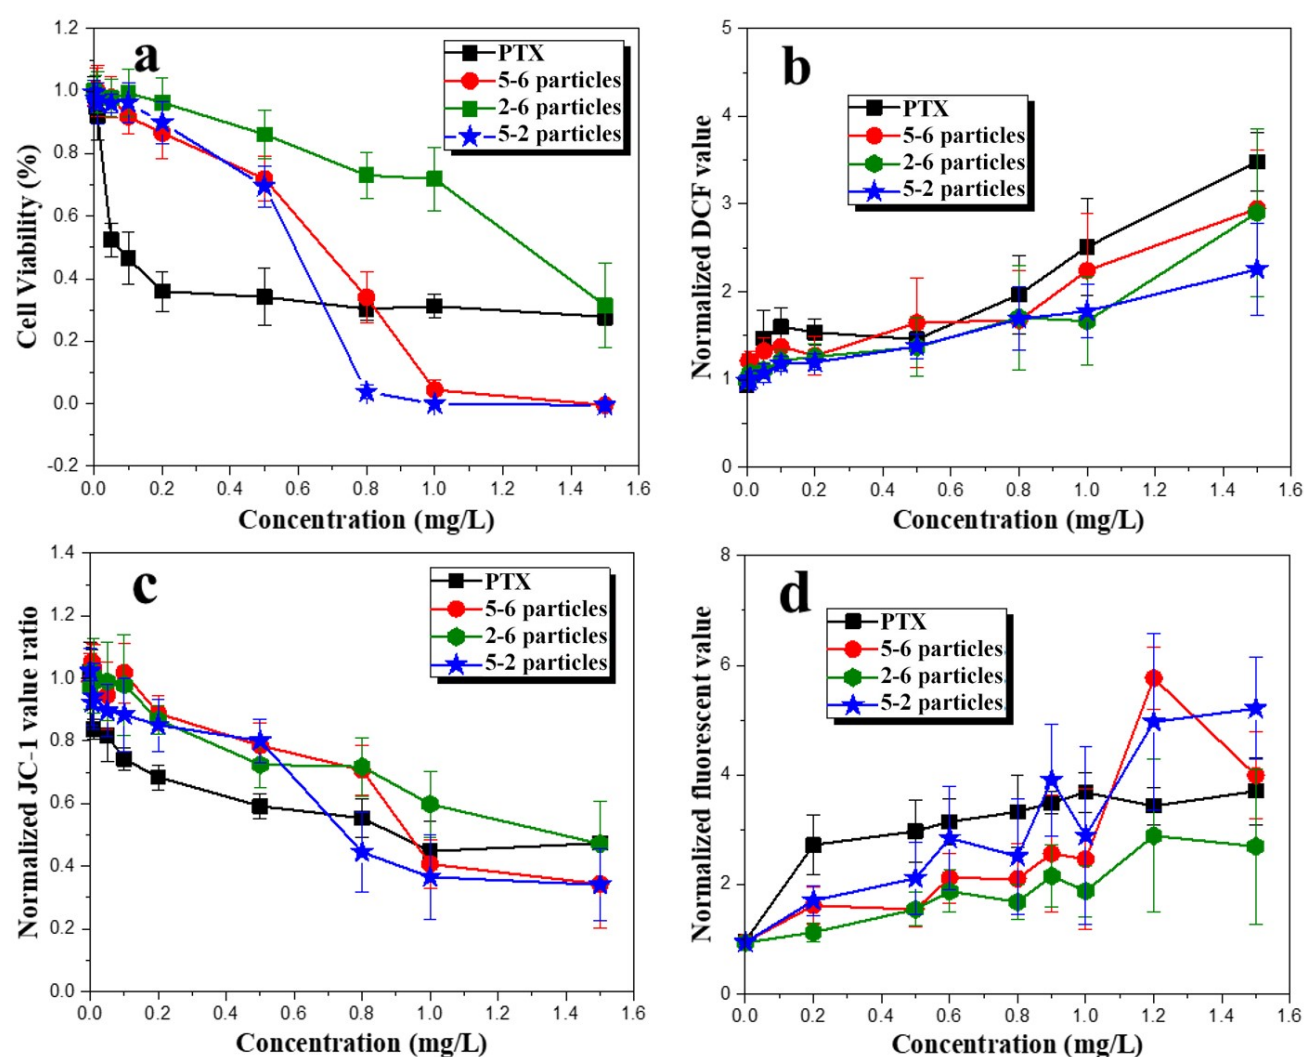 a
1.2
1.0
0.8
0.6
0.4
0.2
0.0
-0.2
Cell Viability (%)
PTX
5-6 particles
2-6 particles
5-2 particles
0.0 0.2 0.4 0.6 0.8 1.0 1.2 1.4 1.6
Concentration (mg/L)
b
5
4
3
2
1
0
Normalized DCF value
PTX
5-6 particles
2-6 particles
5-2 particles
0.0 0.2 0.4 0.6 0.8 1.0 1.2 1.4 1.6
Concentration (mg/L)
c
1.4
1.2
1.0
0.8
0.6
0.4
0.2
0.0
Normalized JC-1 value ratio
PTX
5-6 particles
2-6 particles
5-2 particles
0.0 0.2 0.4 0.6 0.8 1.0 1.2 1.4 1.6
Concentration (mg/L)
d
8
6
4
2
0
Normalized fluorescent value
PTX
5-6 particles
2-6 particles
5-2 particles
0.0 0.2 0.4 0.6 0.8 1.0 1.2 1.4 1.6
Concentration (mg/L)